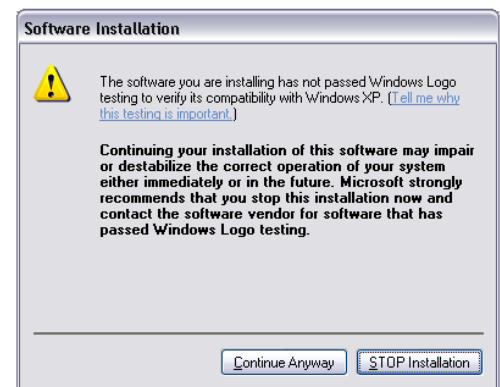 Software Installation
The software you are installing has not passed Windows Logo
testing to verify its compatibility with Windows XP. (Tell me why
this testing is important.)
Continuing your installation of this software may impair
or destabilize the correct operation of your system
either immediately or in the future. Microsoft strongly
recommends that you stop this installation now and
contact the software vendor for software that has
passed Windows Logo testing.
Continue Anyway STOP Installation